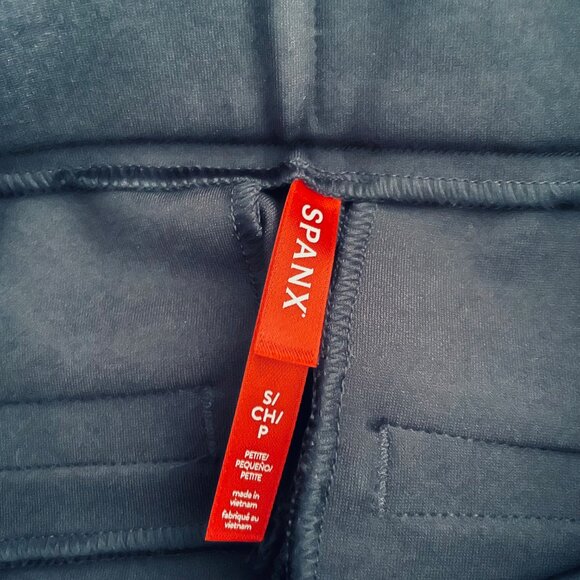 SPANX
S/
CH/
P
PETITE/
PEQUEÑO/
PETITE
made in
vietnam
fabriqué au
vietnam